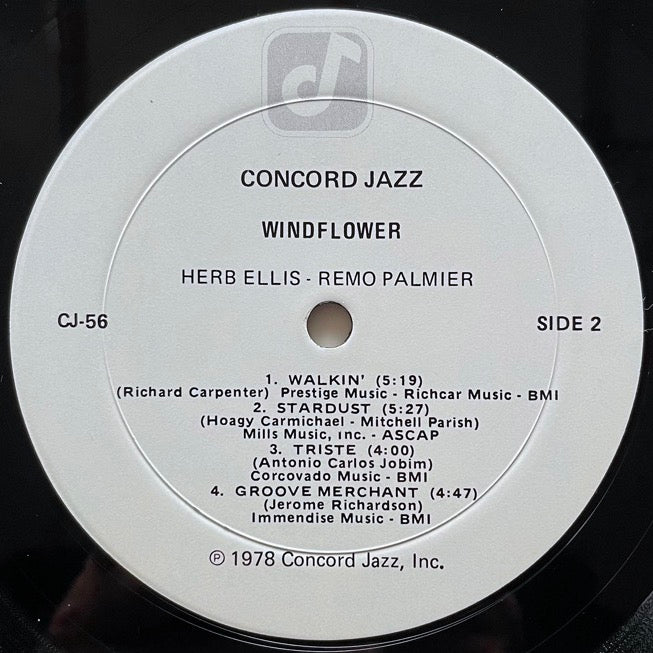 CONCORD JAZZ
WINDFLOWER
HERB ELLIS - REMO PALMIER
CJ-56
SIDE 2
1. WALKIN' (5:19)
(Richard Carpenter) Prestige Music - Richcar Music - BMI
2. STARDUST (5:27)
(Hoagy Carmichael - Mitchell Parish)
Mills Music, Inc. - ASCAP
3. TRISTE (4:00)
(Antonio Carlos Jobim)
Corcovado Music - BMI
4. GROOVE MERCHANT (4:47)
(Jerome Richardson)
Immendise Music - BMI
℗ 1978 Concord Jazz, Inc.